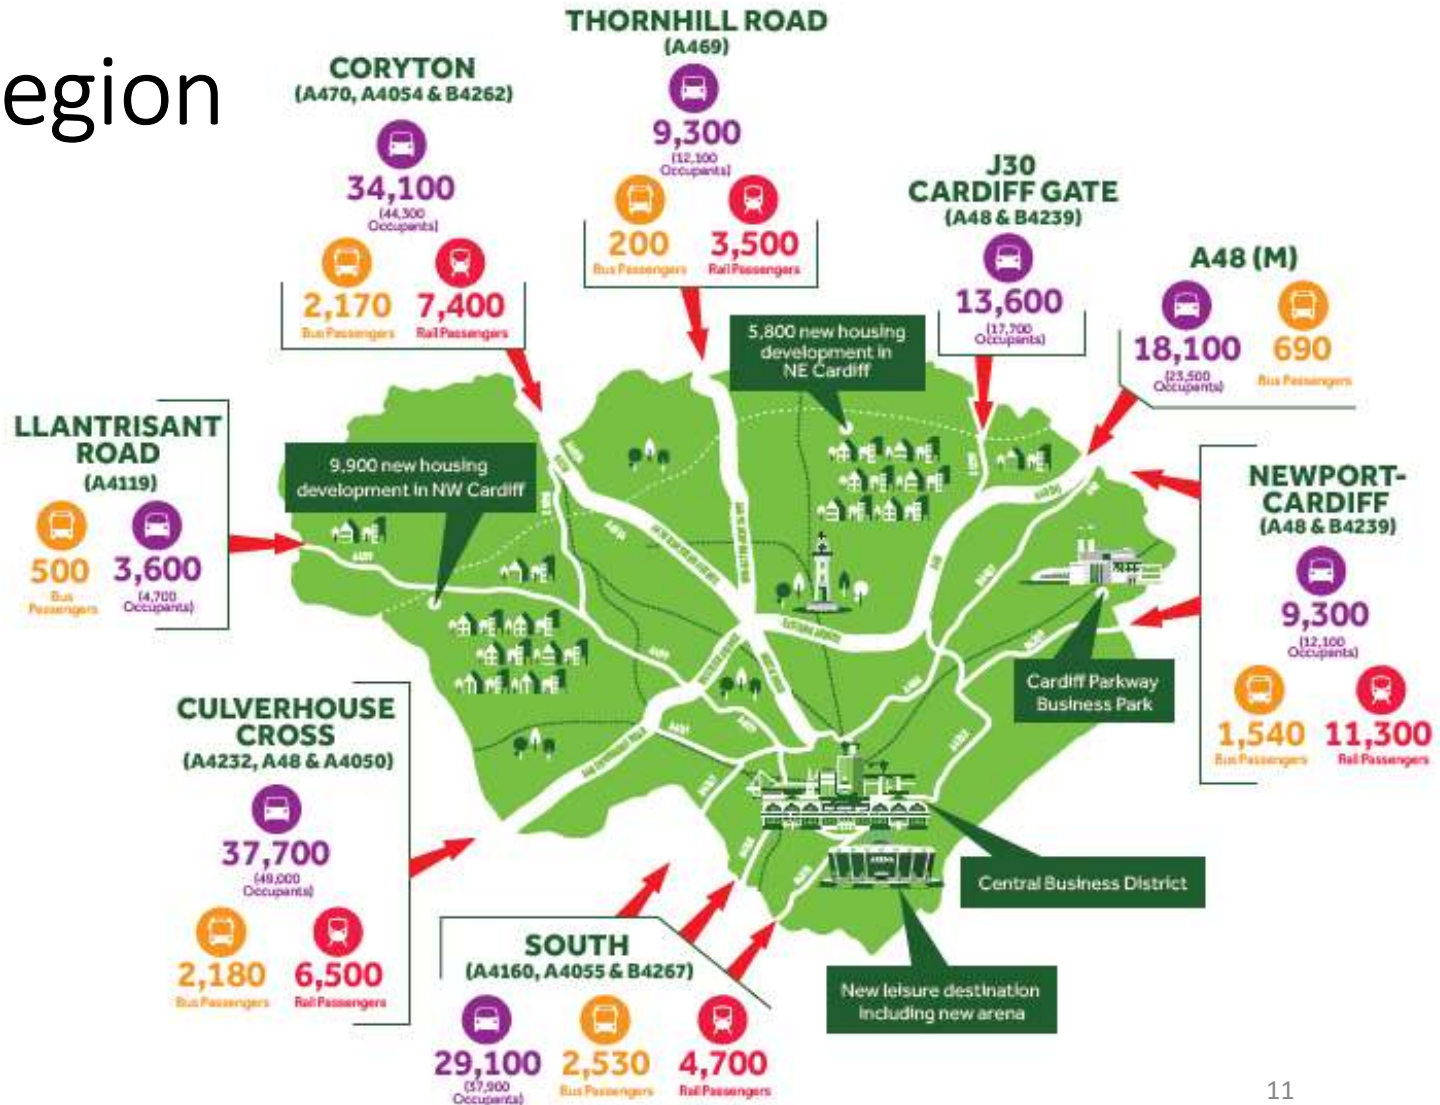 egion
THORNHILL ROAD
(A469)
9,300
(12,100
Occupants)
200
Bus Passengers
3,500
Rail Passengers
CORYTON
(A470, A4054 & B4262)
34,100
(44,300
Occupants)
2,170
Bus Passengers
7,400
Rail Passengers
J30
CARDIFF GATE
(A48 & B4239)
13,600
(17,700
Occupants)
A48 (M)
18,100
(23,500
Occupants)
690
Bus Passengers
5,800 new housing
development in
NE Cardiff
LLANTRISANT
ROAD
(A4119)
500
Bus
Passengers
3,600
(4,700
Occupants)
9,900 new housing
development in NW Cardiff
NEWPORT-
CARDIFF
(A48 & B4239)
9,300
(12,100
Occupants)
1,540
Bus Passengers
11,300
Rail Passengers
Cardiff Parkway
Business Park
CULVERHOUSE
CROSS
(A4232, A48 & A4050)
37,700
(49,000
Occupants)
2,180
Bus Passengers
6,500
Rail Passengers
Central Business District
ARENA
SOUTH
(A4160, A4055 & B4267)
29,100
(37,900
Occupants)
2,530
Bus Passengers
4,700
Rail Passengers
New leisure destination
including new arena
11